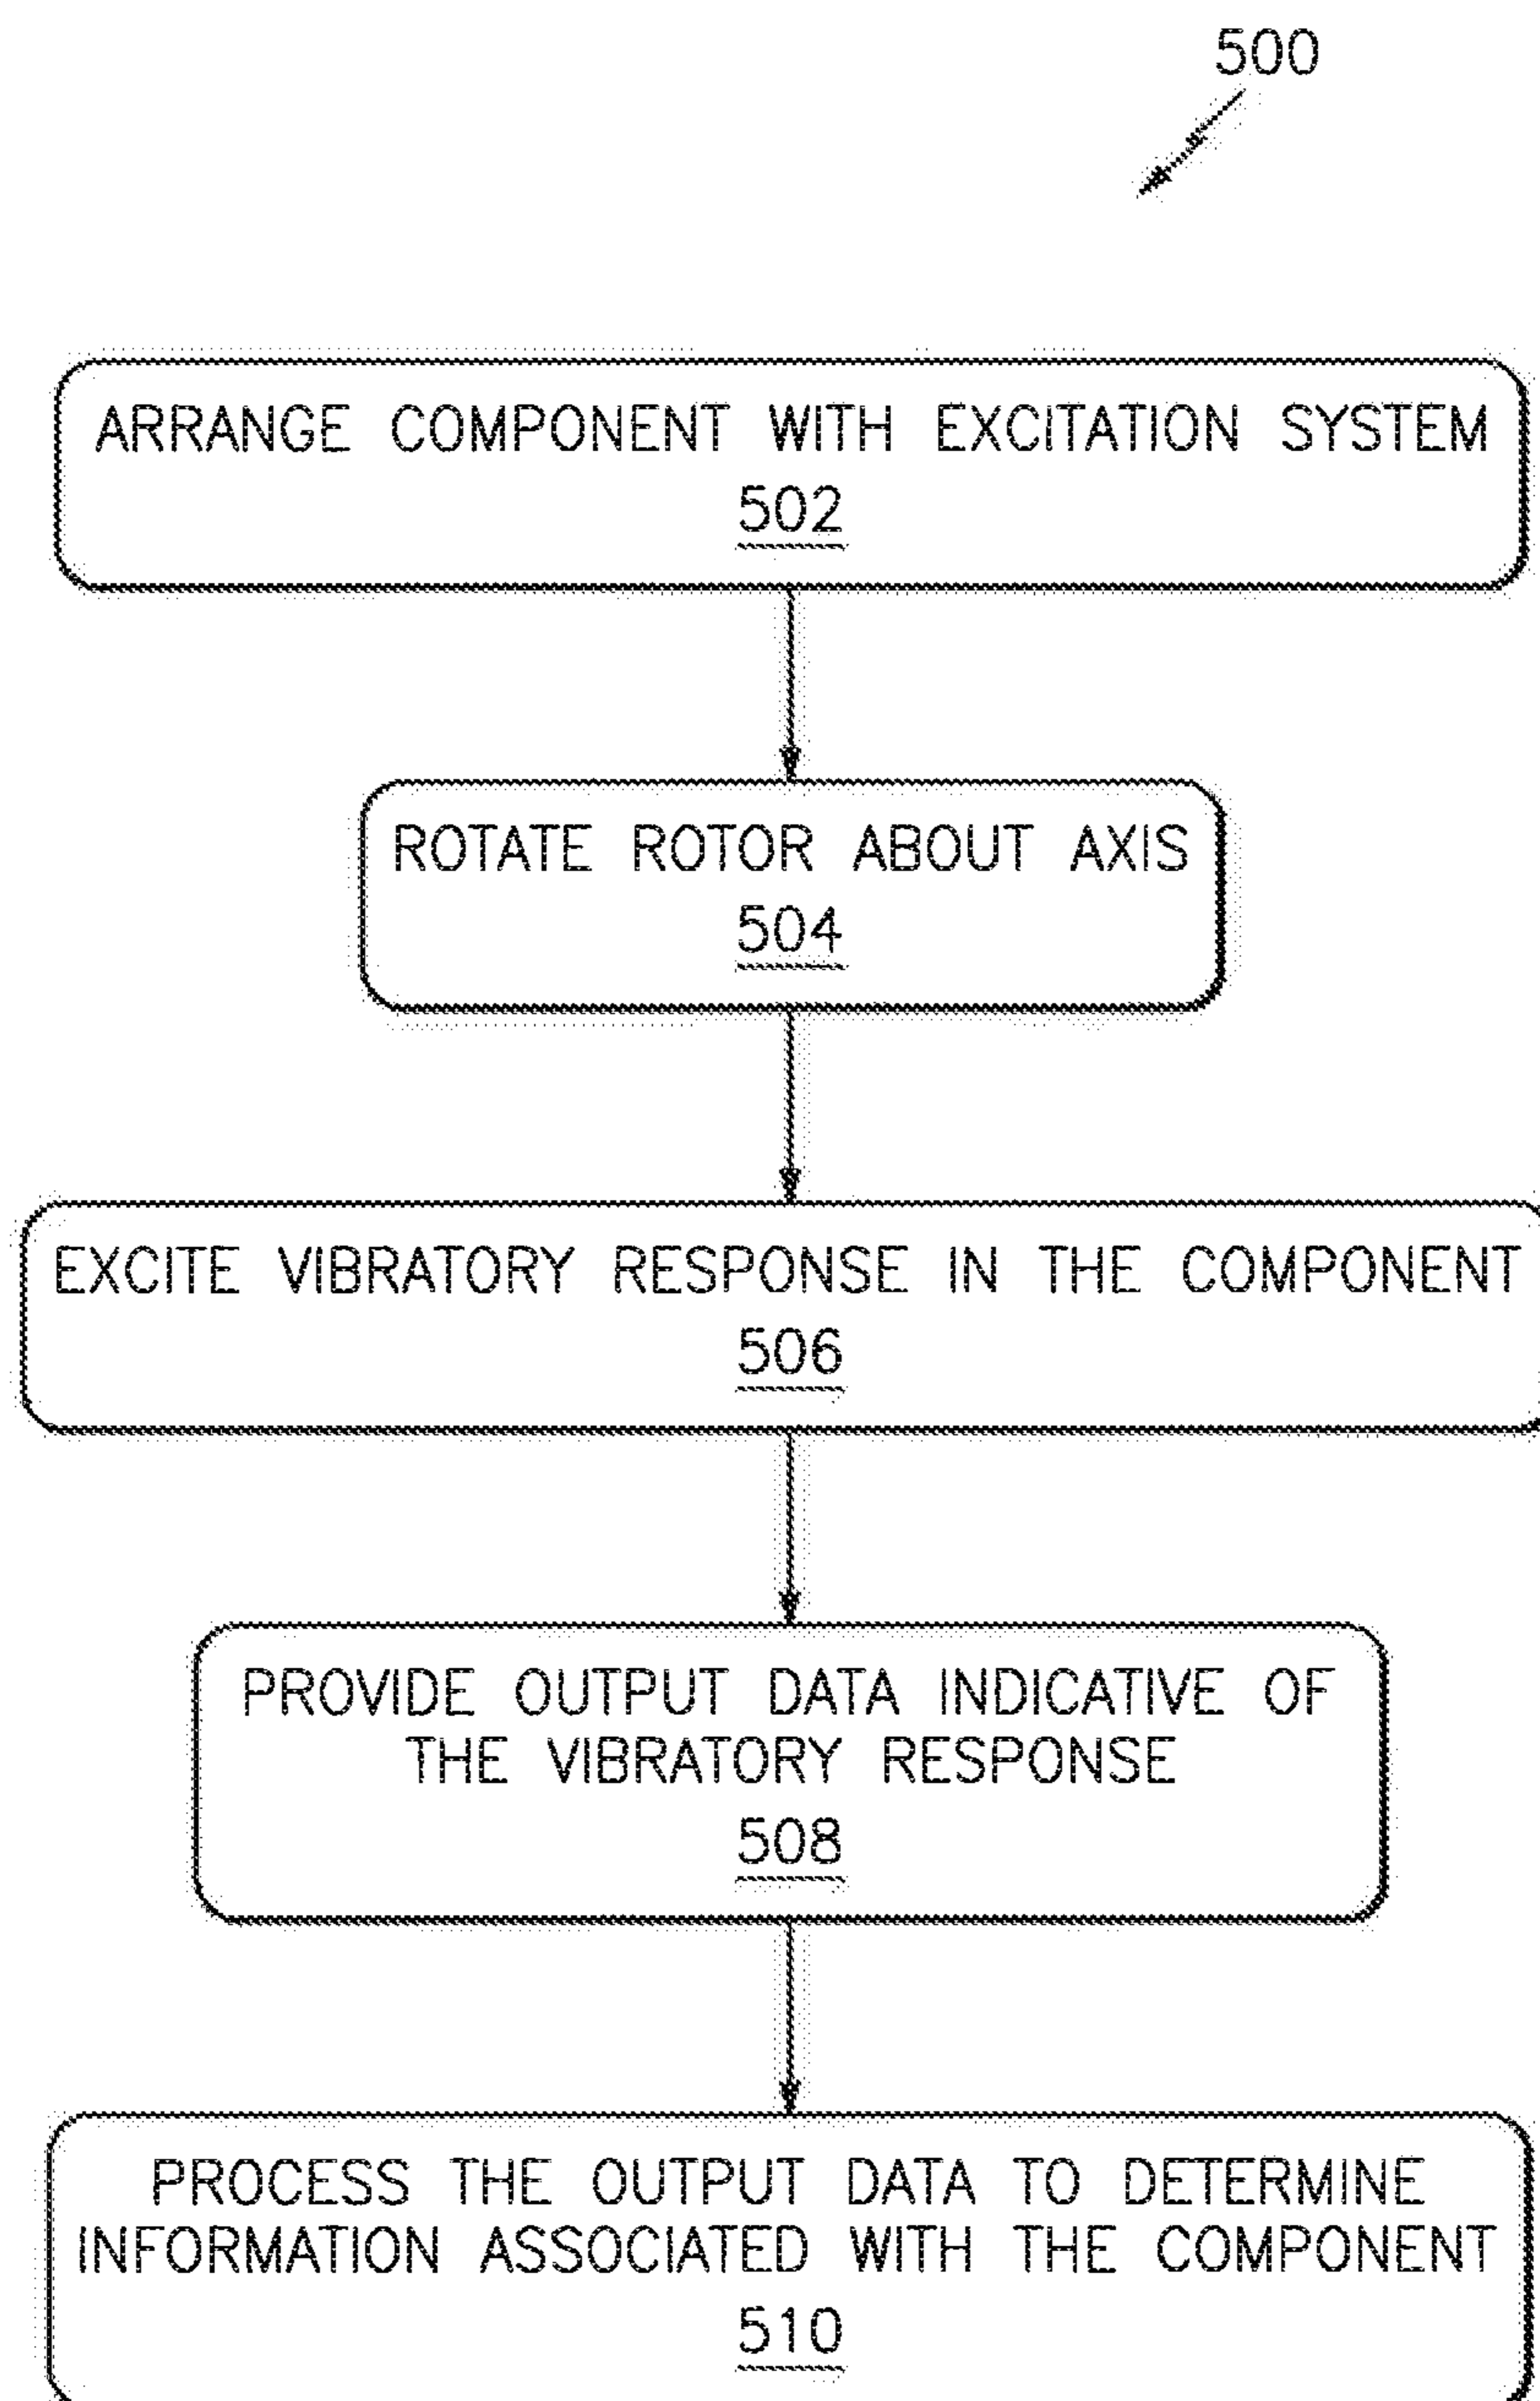 500
ARRANGE COMPONENT WITH EXCITATION SYSTEM
502
ROTATE ROTOR ABOUT AXIS
504
EXCITE VIBRATORY RESPONSE IN THE COMPONENT
506
PROVIDE OUTPUT DATA INDICATIVE OF
THE VIBRATORY RESPONSE
508
PROCESS THE OUTPUT DATA TO DETERMINE
INFORMATION ASSOCIATED WITH THE COMPONENT
510